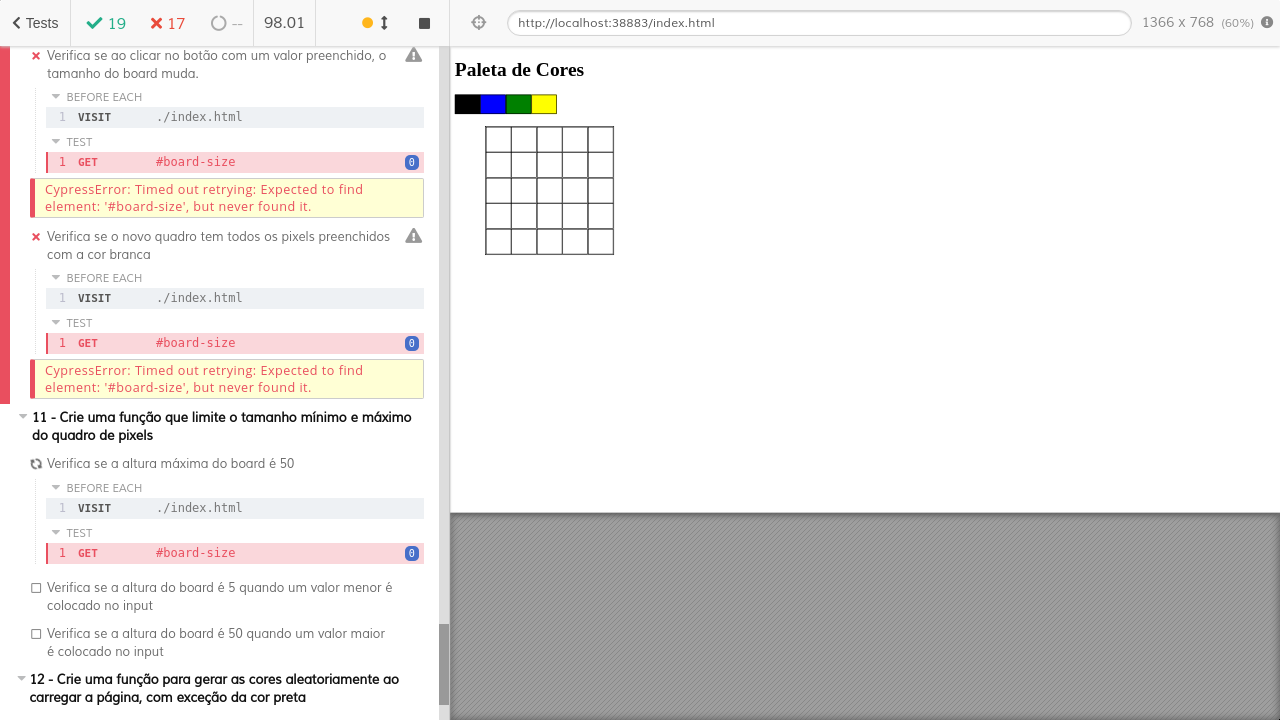 Tests 19 17 -- 98.01 http://localhost:38883/index.html 1366 x 768 (60%)
Verifica se ao clicar no botão com um valor preenchido, o
tamanho do board muda.
BEFORE EACH
1 VISIT ./index.html
TEST
1 GET #board-size 0
CypressError: Timed out retrying: Expected to find
element: '#board-size', but never found it.
Verifica se o novo quadro tem todos os pixels preenchidos
com a cor branca
BEFORE EACH
1 VISIT ./index.html
TEST
1 GET #board-size 0
CypressError: Timed out retrying: Expected to find
element: '#board-size', but never found it.
11 - Crie uma função que limite o tamanho mínimo e máximo
do quadro de pixels
Verifica se a altura máxima do board é 50
BEFORE EACH
1 VISIT ./index.html
TEST
1 GET #board-size 0
Verifica se a altura do board é 5 quando um valor menor é
colocado no input
Verifica se a altura do board é 50 quando um valor maior
é colocado no input
12 - Crie uma função para gerar as cores aleatoriamente ao
carregar a página, com exceção da cor preta
Paleta de Cores